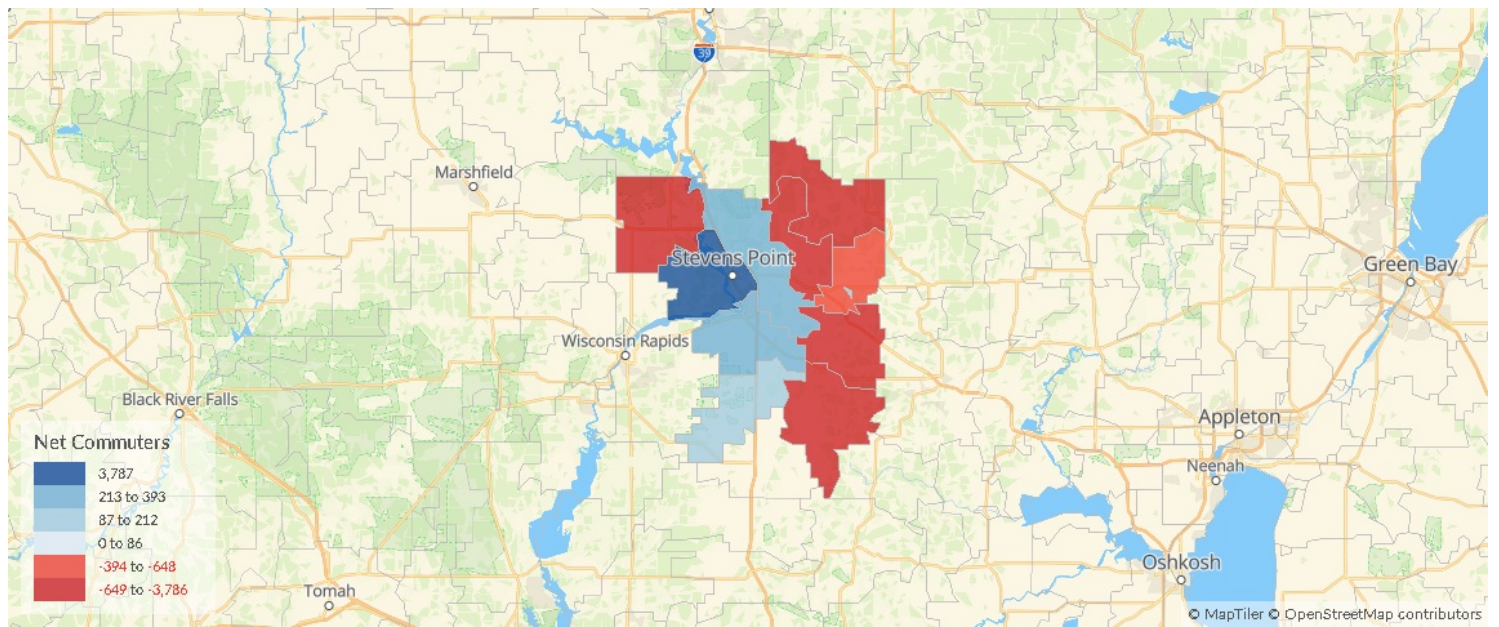 39
Marshfield
Stevens Point
Green Bay
Wisconsin Rapids
Black River Falls
Appleton
Neenah
Oshkosh
Tomah
Net Commuters
3,787
213 to 393
87 to 212
0 to 86
-394 to -648
-649 to -3,786
© MapTiler © OpenStreetMap contributors